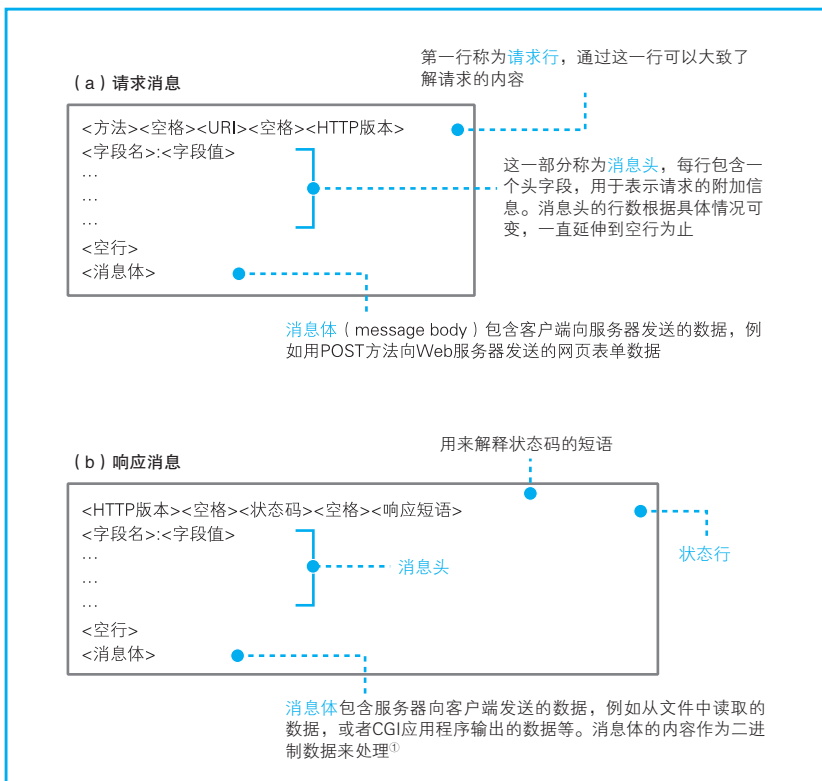 第一行称为请求行，通过这一行可以大致了
解请求的内容
（a）请求消息
<方法><空格><URI><空格><HTTP版本>
<字段名>:<字段值>
…
…
…
<空行>
<消息体>
这一部分称为消息头，每行包含一
个头字段，用于表示请求的附加信
息。消息头的行数根据具体情况可
变，一直延伸到空行为止
消息体（message body）包含客户端向服务器发送的数据，例
如用POST方法向Web服务器发送的网页表单数据
用来解释状态码的短语
（b）响应消息
<HTTP版本><空格><状态码><空格><响应短语>
<字段名>:<字段值>
…
…
…
<空行>
<消息体>
消息头
状态行
消息体包含服务器向客户端发送的数据，例如从文件中读取的
数据，或者CGI应用程序输出的数据等。消息体的内容作为二进
制数据来处理①